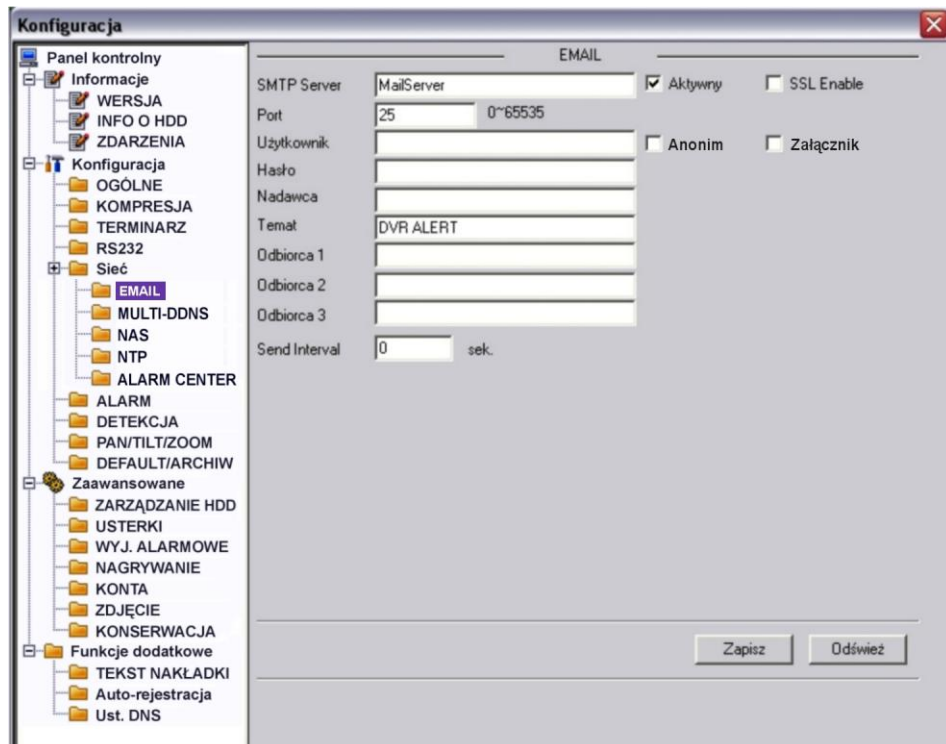 Konfiguracja
Panel kontrolny
Informacje
WERSJA
INFO O HDD
ZDARZENIA
Konfiguracja
OGÓLNE
KOMPRESJA
TERMINARZ
RS232
Sieć
EMAIL
MULTI-DDNS
NAS
NTP
ALARM CENTER
ALARM
DETEKCJA
PAN/TILT/ZOOM
DEFAULT/ARCHIW
Zaawansowane
ZARZĄDZANIE HDD
USTERKI
WYJ. ALARMOWE
NAGRYWANIE
KONTA
ZDJĘCIE
KONSERWACJA
Funkcje dodatkowe
TEKST NAKŁADKI
Auto-rejestracja
Ust. DNS
EMAIL
SMTP Server MailServer Aktywny SSL Enable
Port 25 0~65535
Użytkownik Anonim Załącznik
Hasło
Nadawca
Temat DVR ALERT
Odbiorca 1
Odbiorca 2
Odbiorca 3
Send Interval 0 sek.
Zapisz Odśwież